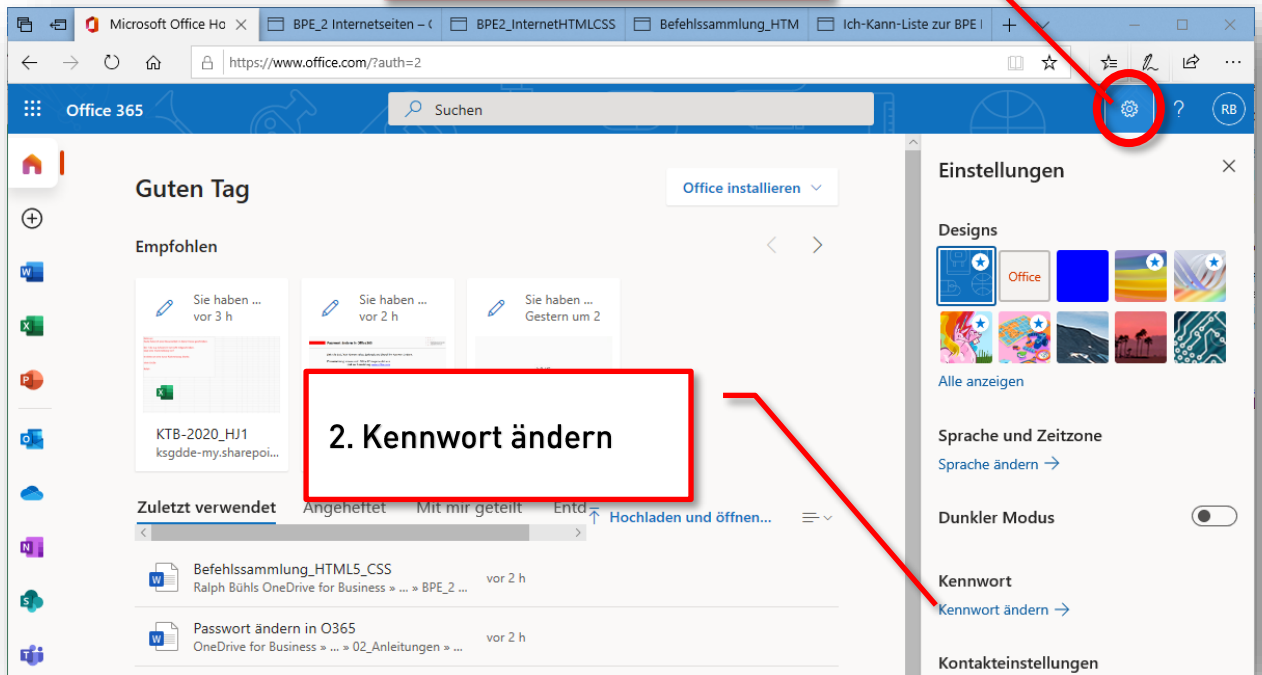 Microsoft Office Ho
BPE_2 Internetseiten – (
BPE2_InternetHTMLCSS
Befehlssammlung_HTM
Ich-Kann-Liste zur BPE
https://www.office.com/?auth=2
Office 365
Suchen
?
RB
Guten Tag
Office installieren
Empfohlen
Sie haben ...
vor 3 h
Sie haben ...
vor 2 h
Sie haben ...
Gestern um 2
KTB-2020_HJ1
ksgdde-my.sharepoi...
2. Kennwort ändern
Zuletzt verwendet
Angeheftet
Mit mir geteilt
Entd
Hochladen und öffnen...
Befehlssammlung_HTML5_CSS
Ralph Bühls OneDrive for Business » ... » BPE_2 ...
vor 2 h
Passwort ändern in O365
OneDrive for Business » ... » 02_Anleitungen » ...
vor 2 h
Einstellungen
Designs
Office
Alle anzeigen
Sprache und Zeitzone
Sprache ändern →
Dunkler Modus
Kennwort
Kennwort ändern →
Kontakteinstellungen